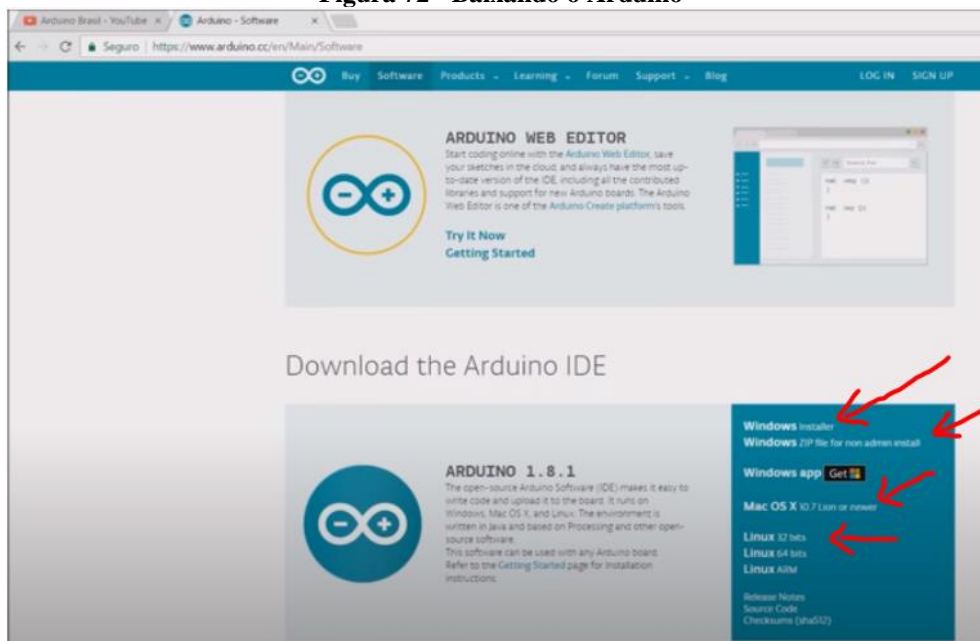 Figura 72 - Baixando o Arduino
Arduino Brasil - YouTube
Arduino - Software
Seguro | https://www.arduino.cc/en/Main/Software
Buy Software Products Learning Forum Support Blog LOG IN SIGN UP
ARDUINO WEB EDITOR
Start coding online with the Arduino Web Editor, save
your sketches in the cloud, and always have the most up-
to-date version of the IDE, including all the contributed
libraries and support for new Arduino boards. The Arduino
Web Editor is one of the Arduino Create platform's tools.
Try It Now
Getting Started
Download the Arduino IDE
ARDUINO 1.8.1
The open-source Arduino Software (IDE) makes it easy to
write code and upload it to the board. It runs on
Windows, Mac OS X, and Linux. The environment is
written in Java and based on Processing and other open-
source software.
This software can be used with any Arduino board.
Refer to the Getting Started page for Installation
instructions.
Windows Installer
Windows ZIP file for non admin install
Windows app Get
Mac OS X 10.7 Lion or newer
Linux 32 bits
Linux 64 bits
Linux ARM
Release Notes
Source Code
Checksums (sha512)